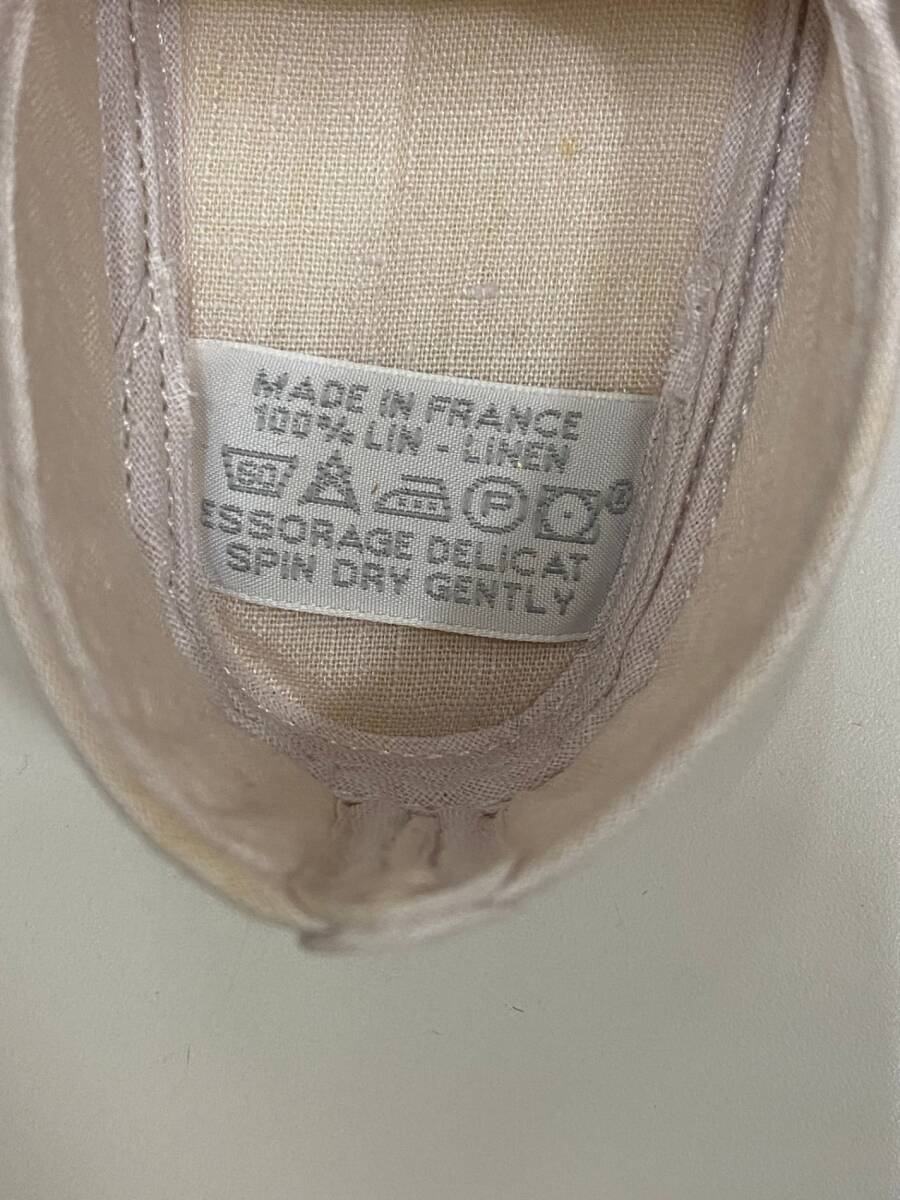 MADE IN FRANCE
100% LIN - LINEN
P
ESSORAGE DELICAT
SPIN DRY GENTLY